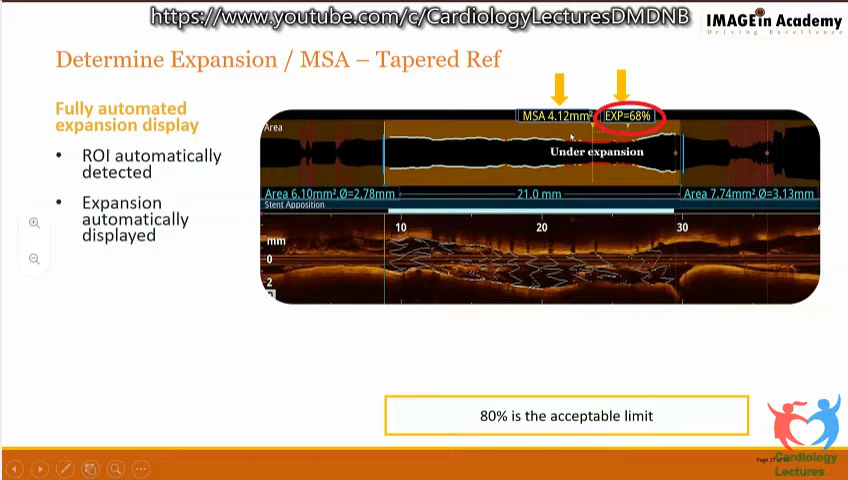 https://www.youtube.com/c/CardiologyLecturesDMDNB
IMAGEin Academy
Driving Excellence
Determine Expansion / MSA – Tapered Ref
Fully automated
expansion display
• ROI automatically
detected
• Expansion
automatically
displayed
MSA 4.12mm² EXP=68%
Area
Under expansion
Area 6.10mm²,Ø=2.78mm 21.0 mm Area 7.74mm²,Ø=3.13mm
Stent Apposition
10 20 30
mm
0
2
80% is the acceptable limit
Cardiology
Lectures